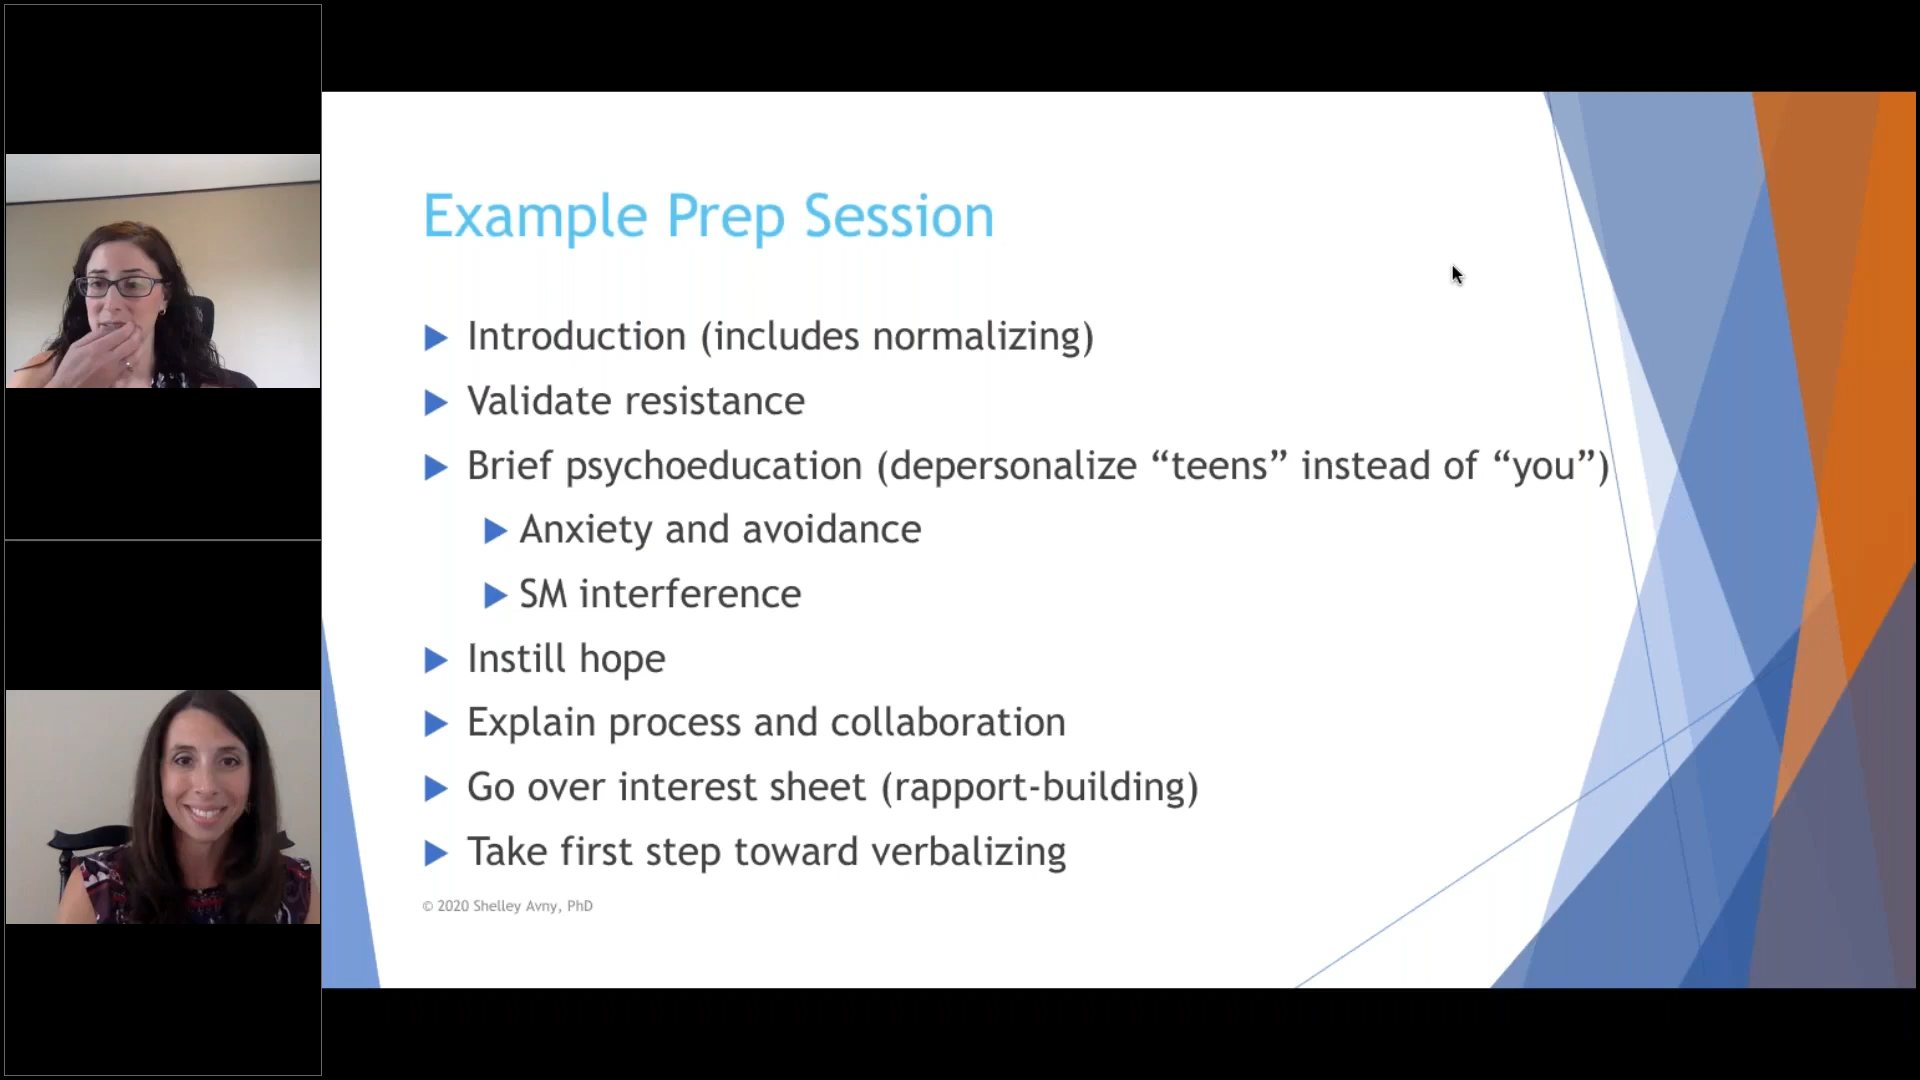 Example Prep Session
Introduction (includes normalizing)
Validate resistance
Brief psychoeducation (depersonalize “teens” instead of “you”)
Anxiety and avoidance
SM interference
Instill hope
Explain process and collaboration
Go over interest sheet (rapport-building)
Take first step toward verbalizing
© 2020 Shelley Avny, PhD